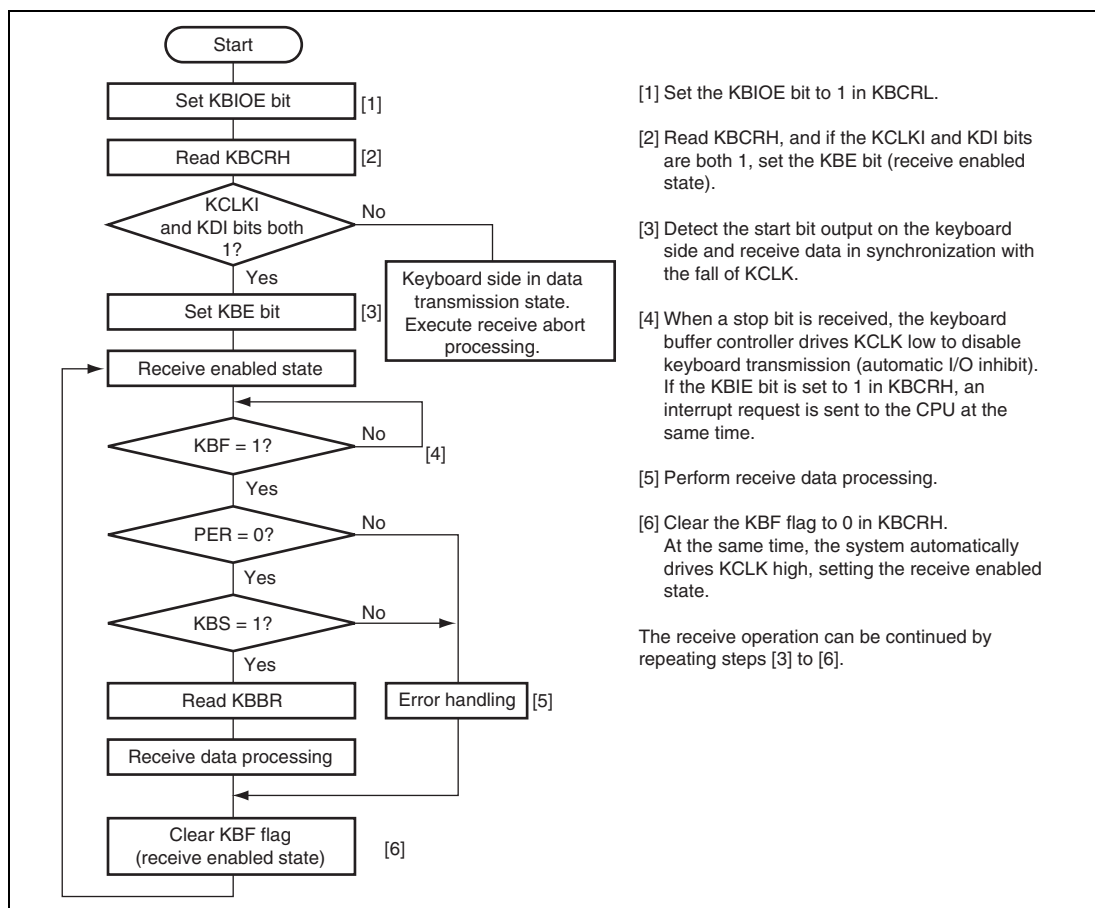 Start
Set KBIOE bit
[1]
Read KBCRH
[2]
KCLKI
and KDI bits both
1?
No
Yes
Keyboard side in data
transmission state.
Execute receive abort
processing.
Set KBE bit
[3]
Receive enabled state
KBF = 1?
No
[4]
Yes
PER = 0?
No
Yes
KBS = 1?
No
Yes
Read KBBR
Error handling
[5]
Receive data processing
Clear KBF flag
(receive enabled state)
[6]
[1] Set the KBIOE bit to 1 in KBCRL.
[2] Read KBCRH, and if the KCLKI and KDI bits
are both 1, set the KBE bit (receive enabled
state).
[3] Detect the start bit output on the keyboard
side and receive data in synchronization with
the fall of KCLK.
[4] When a stop bit is received, the keyboard
buffer controller drives KCLK low to disable
keyboard transmission (automatic I/O inhibit).
If the KBIE bit is set to 1 in KBCRH, an
interrupt request is sent to the CPU at the
same time.
[5] Perform receive data processing.
[6] Clear the KBF flag to 0 in KBCRH.
At the same time, the system automatically
drives KCLK high, setting the receive enabled
state.
The receive operation can be continued by
repeating steps [3] to [6].